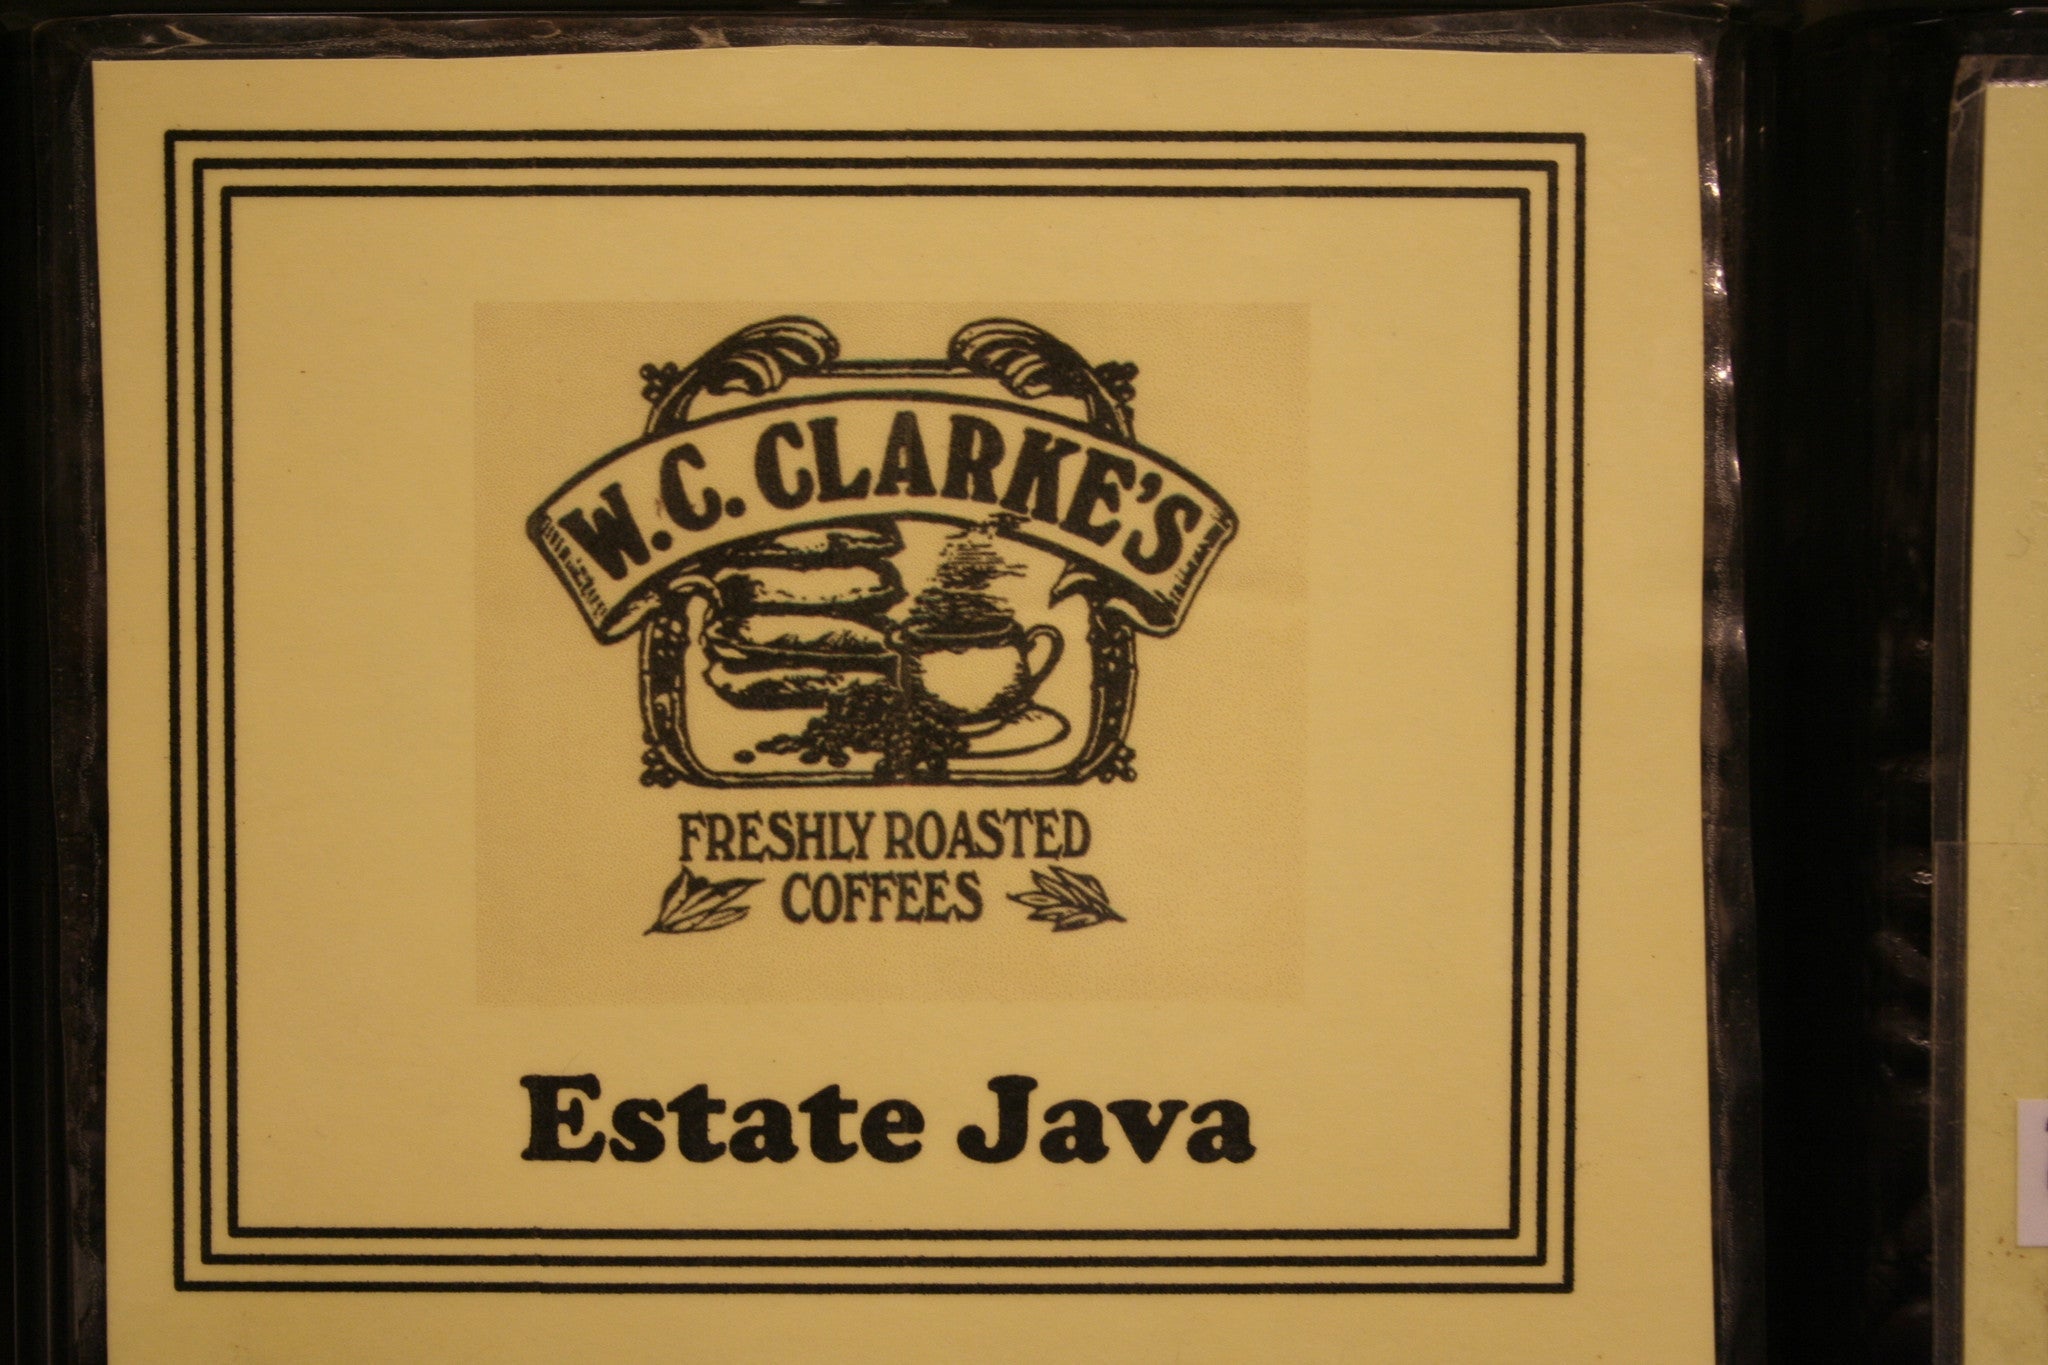 W.C. CLARKE'S
FRESHLY ROASTED
COFFEES
Estate Java